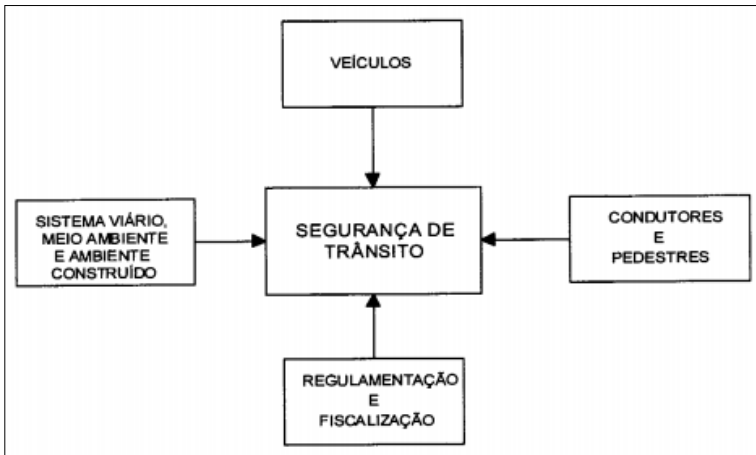 VEÍCULOS
SISTEMA VIÁRIO,
MEIO AMBIENTE
E AMBIENTE
CONSTRUÍDO
SEGURANÇA DE
TRÂNSITO
CONDUTORES
E
PEDESTRES
REGULAMENTAÇÃO
E
FISCALIZAÇÃO